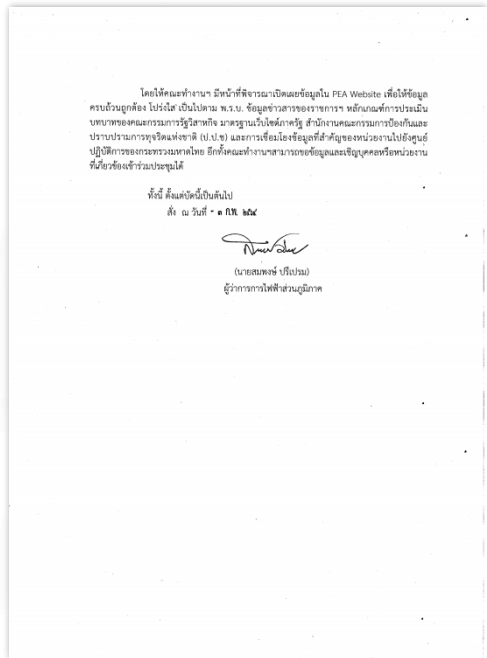 โดยให้คณะทำงานฯ มีหน้าที่พิจารณาเปิดเผยข้อมูลใน PEA Website เพื่อให้ข้อมูล
ครบถ้วนถูกต้อง โปร่งใส เป็นไปตาม พ.ร.บ. ข้อมูลข่าวสารของราชการฯ หลักเกณฑ์การประเมิน
บทบาทของคณะกรรมการรัฐวิสาหกิจ มาตรฐานเว็บไซต์ภาครัฐ สำนักงานคณะกรรมการป้องกันและ
ปราบปรามการทุจริตแห่งชาติ (ป.ป.ช) และการเชื่อมโยงข้อมูลที่สำคัญของหน่วยงานไปยังศูนย์
ปฏิบัติการของกระทรวงมหาดไทย อีกทั้งคณะทำงานฯสามารถขอข้อมูลและเชิญบุคคลหรือหน่วยงาน
ที่เกี่ยวข้องเข้าร่วมประชุมได้
ทั้งนี้ ตั้งแต่บัดนี้เป็นต้นไป
สั่ง ณ วันที่ - ๓ ก.พ. ๒๕๖๔
(นายสมพงษ์ ปรีเปรม)
ผู้ว่าการการไฟฟ้าส่วนภูมิภาค